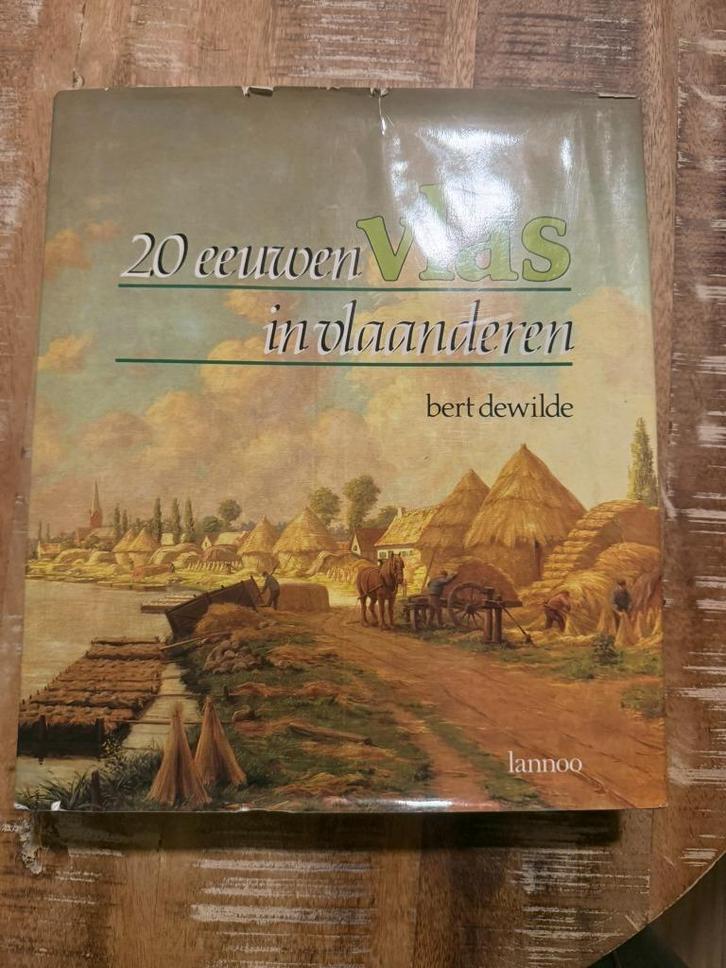 20 eeuwen vlas
in vlaanderen
bert dewilde
lannoo